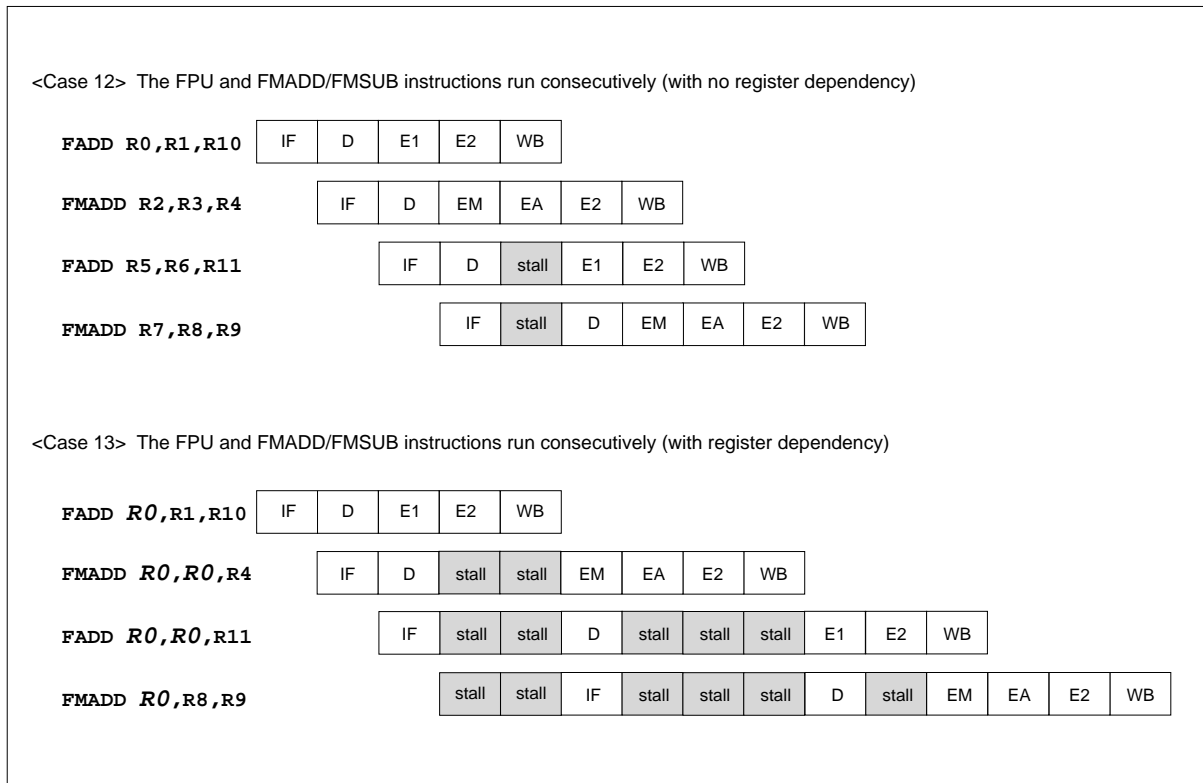 <Case 12> The FPU and FMADD/FMSUB instructions run consecutively (with no register dependency)
FADD R0,R1,R10 IF D E1 E2 WB
FMADD R2,R3,R4 IF D EM EA E2 WB
FADD R5,R6,R11 IF D stall E1 E2 WB
FMADD R7,R8,R9 IF stall D EM EA E2 WB
<Case 13> The FPU and FMADD/FMSUB instructions run consecutively (with register dependency)
FADD R0,R1,R10 IF D E1 E2 WB
FMADD R0,R0,R4 IF D stall stall EM EA E2 WB
FADD R0,R0,R11 IF stall stall D stall stall stall E1 E2 WB
FMADD R0,R8,R9 stall stall IF stall stall stall D stall EM EA E2 WB